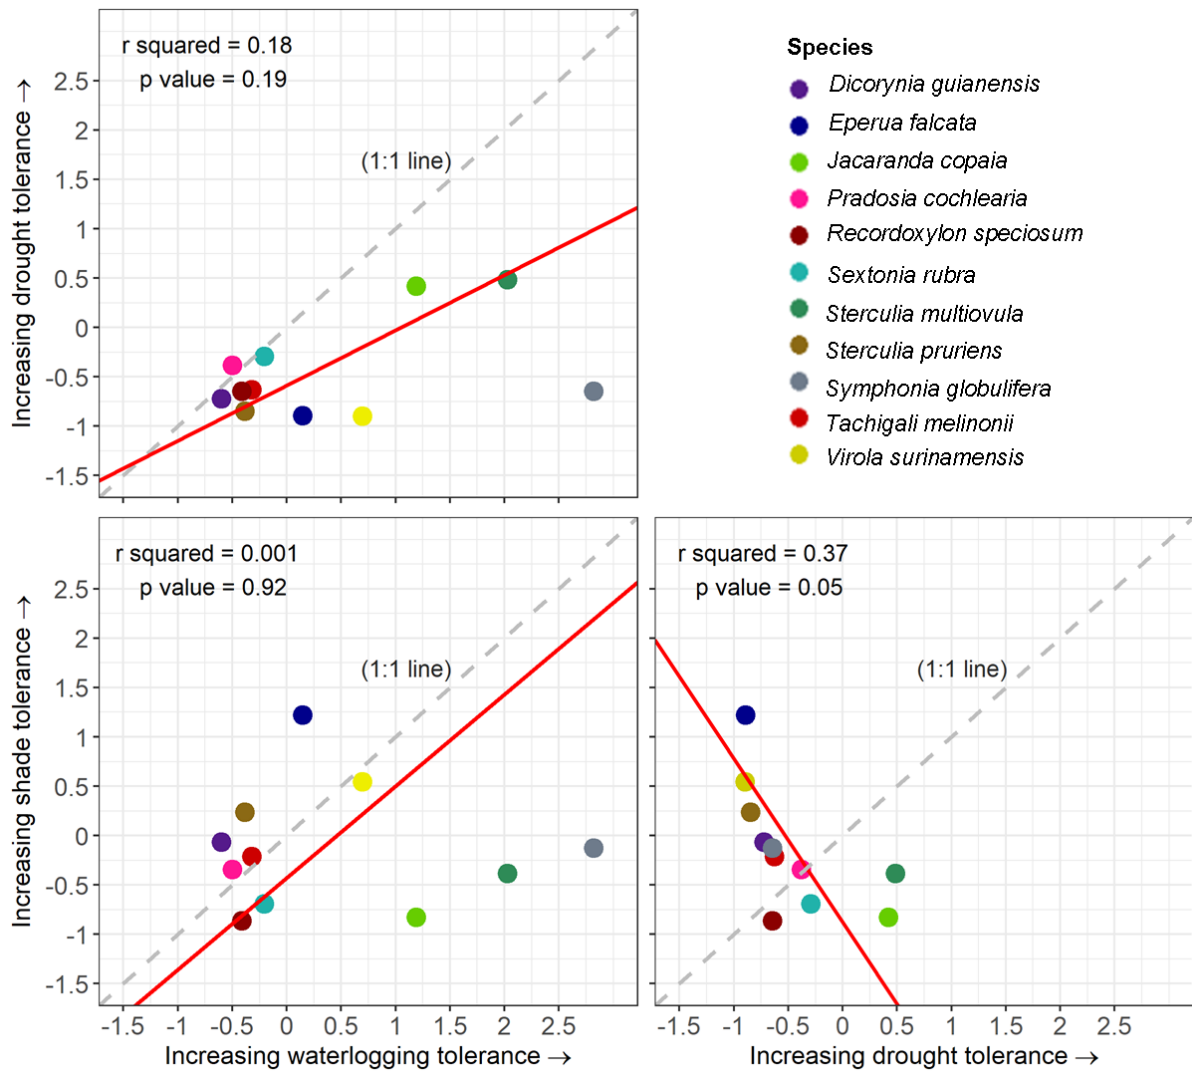 r squared = 0.18
p value = 0.19
(1:1 line)
Increasing drought tolerance →
2.5
2
1.5
1
0.5
0
-0.5
-1
-1.5
Species
Dicorynia guianensis
Eperua falcata
Jacaranda copaia
Pradosia cochlearia
Recordoxylon speciosum
Sextonia rubra
Sterculia multiovula
Sterculia pruriens
Symphonia globulifera
Tachigali melinonii
Virola surinamensis
r squared = 0.001
p value = 0.92
(1:1 line)
Increasing shade tolerance →
2.5
2
1.5
1
0.5
0
-0.5
-1
-1.5
-1.5 -1 -0.5 0 0.5 1 1.5 2 2.5
Increasing waterlogging tolerance →
r squared = 0.37
p value = 0.05
(1:1 line)
-1.5 -1 -0.5 0 0.5 1 1.5 2 2.5
Increasing drought tolerance →